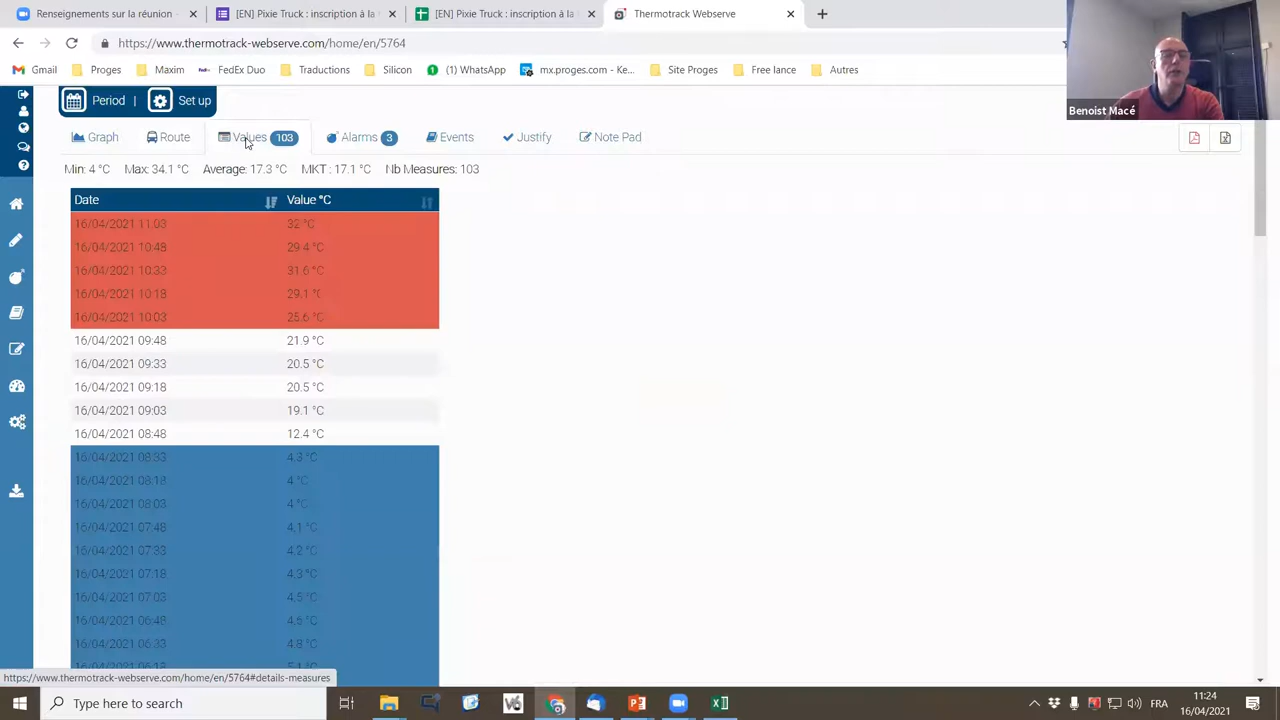 Renseignements sur la réunion
[EN] Pixie Truck : inscription à la
[EN] Pixie Truck : inscription à la
Thermotrack Webserve
https://www.thermotrack-webserve.com/home/en/5764
Gmail Proges Maxim FedEx Duo Traductions Silicon (1) WhatsApp mx.proges.com - Ke... Site Proges Free lance Autres
Benoist Macé
Period | Set up
Graph Route Values 103 Alarms 3 Events Justify Note Pad
Min: 4 °C Max: 34.1 °C Average: 17.3 °C MKT : 17.1 °C Nb Measures: 103
Date Value °C
16/04/2021 11:03 32 °C
16/04/2021 10:48 29.4 °C
16/04/2021 10:33 31.6 °C
16/04/2021 10:18 29.1 °C
16/04/2021 10:03 25.6 °C
16/04/2021 09:48 21.9 °C
16/04/2021 09:33 20.5 °C
16/04/2021 09:18 20.5 °C
16/04/2021 09:03 19.1 °C
16/04/2021 08:48 12.4 °C
16/04/2021 08:33 4.3 °C
16/04/2021 08:18 4 °C
16/04/2021 08:03 4 °C
16/04/2021 07:48 4.1 °C
16/04/2021 07:33 4.2 °C
16/04/2021 07:18 4.3 °C
16/04/2021 07:03 4.5 °C
16/04/2021 06:48 4.6 °C
16/04/2021 06:33 4.8 °C
16/04/2021 06:18 5.1 °C
https://www.thermotrack-webserve.com/home/en/5764#details-measures
Type here to search
FRA
11:24
16/04/2021